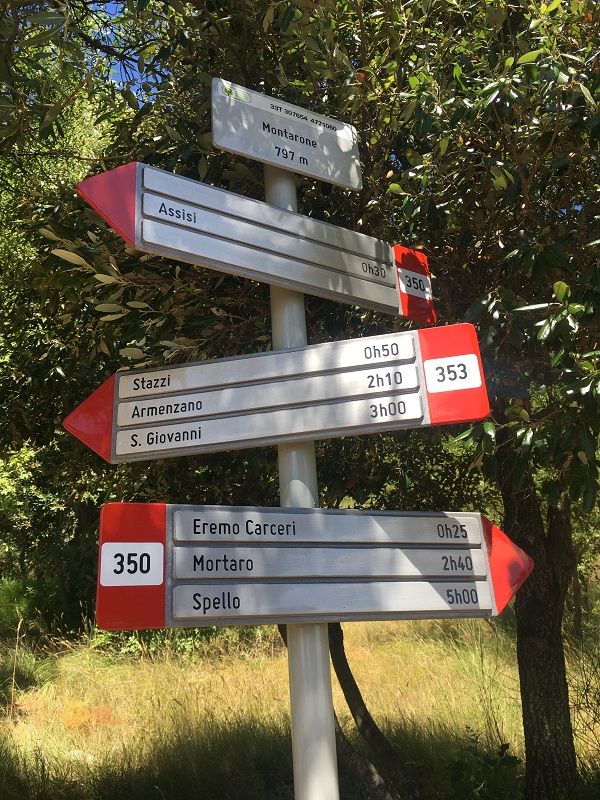 33T 307654 4771060
Montarone
797 m
Assisi
0h30
350
Stazzi 0h50
Armenzano 2h10
S. Giovanni 3h00
353
350
Eremo Carceri 0h25
Mortaro 2h40
Spello 5h00